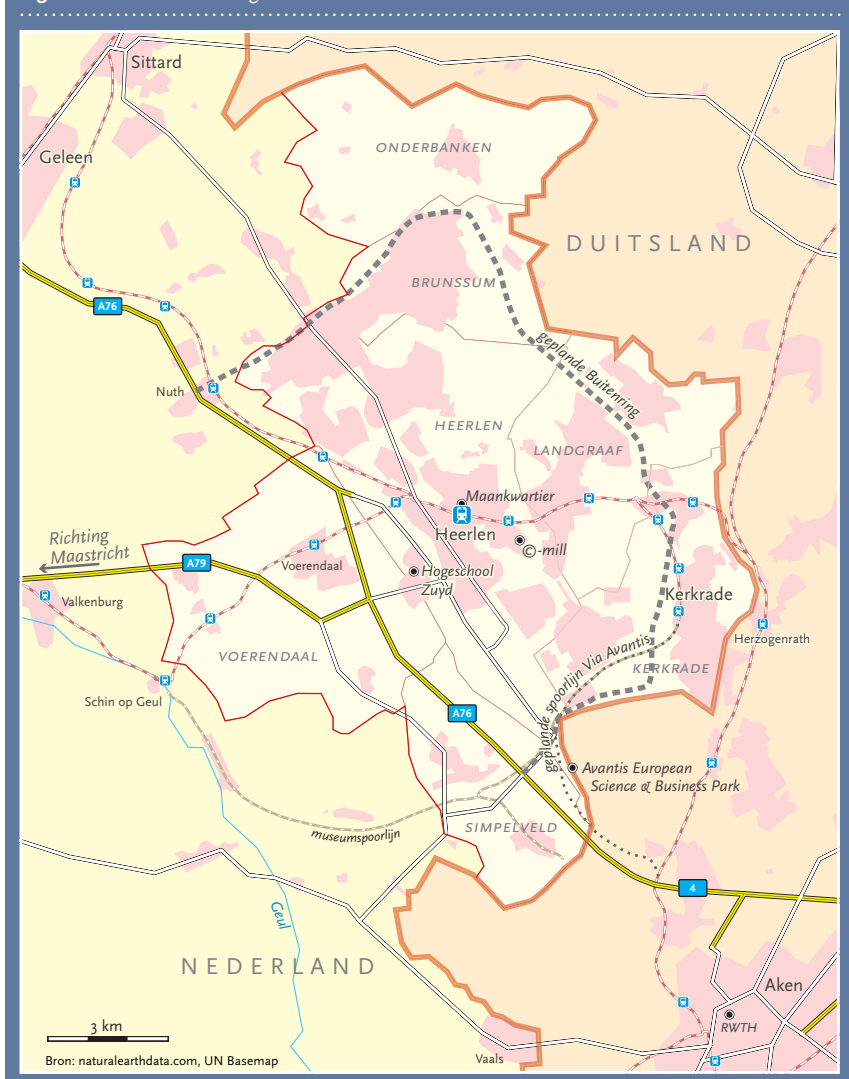 Sittard
Geleen
ONDERBANKEN
DUITSLAND
BRUNSSUM
A76
geplande Buitenring
Nuth
HEERLEN
LANDGRAAF
Maankwartier
Heerlen
©-mill
Richting
Maastricht
A79
Voerendaal
Hogeschool
Zuyd
Valkenburg
Kerkrade
Herzogenrath
VOERENDAAL
KERKRADE
geplande spoorlijn Via Avantis
Schin op Geul
A76
Avantis European
Science & Business Park
museumspoorlijn
SIMPELVELD
4
Geul
NEDERLAND
Aken
RWTH
3 km
Vaals
Bron: naturalearthdata.com, UN Basemap